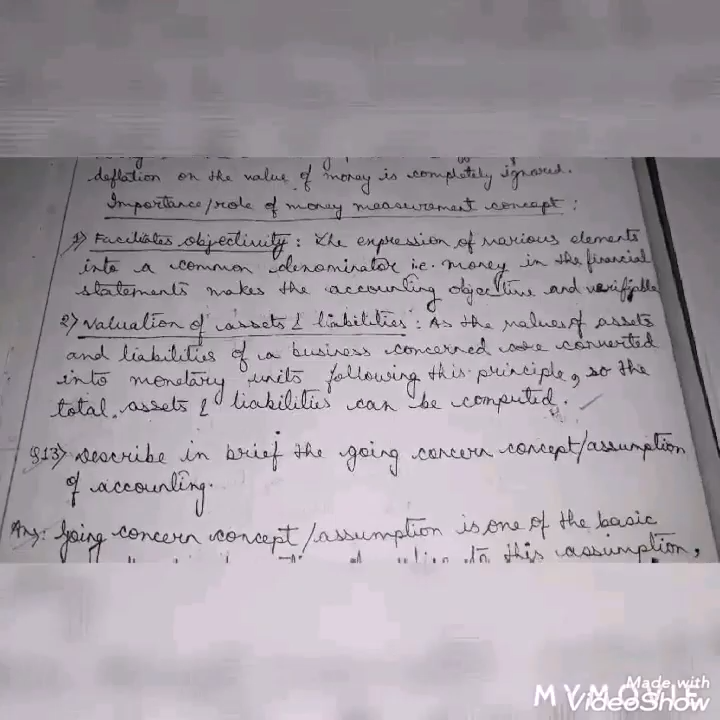 deflation on the value of money is completely ignored.
Importance/role of money measurement concept :
1) Faciliates objectivity : The expression of various elements
into a common denominator i.e. money in the financial
statements makes the accounting objective and verifiable
2) Valuation of assets & liabilities : As the values of assets
and liabilities of a business concerned are converted
into monetary units following this principle, so the
total assets & liabilities can be computed.
Q13) Describe in brief the going concern concept/assumption
of accounting.
Ans: Going concern concept/assumption is one of the basic
this assumption,
Made with
MYMOVIE
VideoShow